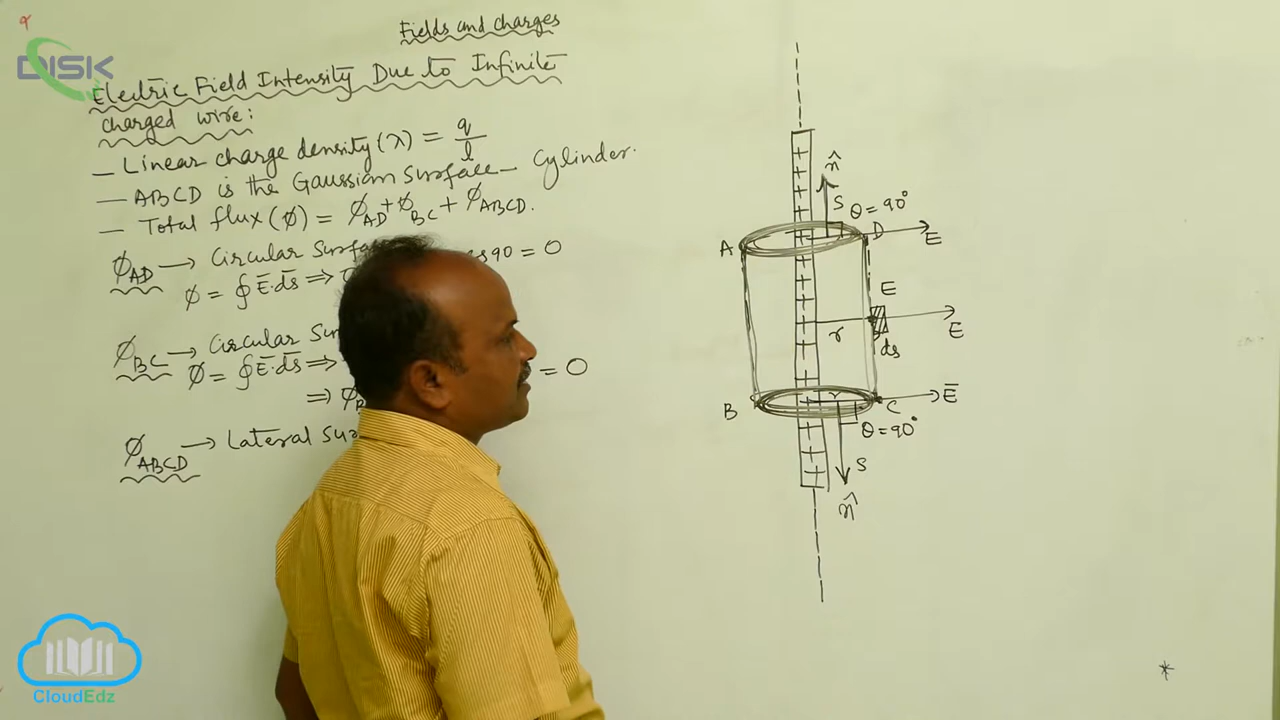 Fields and charges
DISK
Electric Field Intensity Due to Infinite
charged wire:
— Linear charge density (λ) = q/l
— ABCD is the Gaussian Surface - Cylinder.
— Total flux (ϕ) = ϕ_AD + ϕ_BC + ϕ_ABCD.
ϕ_AD → Circular Surf
90 = 0
ϕ = ∮ E̅.d̅s̅ ⇒
ϕ_BC → Circular Su
ϕ = ∮ E̅.d̅s̅ ⇒
= 0
⇒ ϕ
ϕ_ABCD → Lateral Su
n̂
S
θ = 90°
A
D
E
E
r
E
ds
B
r
C
E̅
θ = 90°
S
n̂
CloudEdz